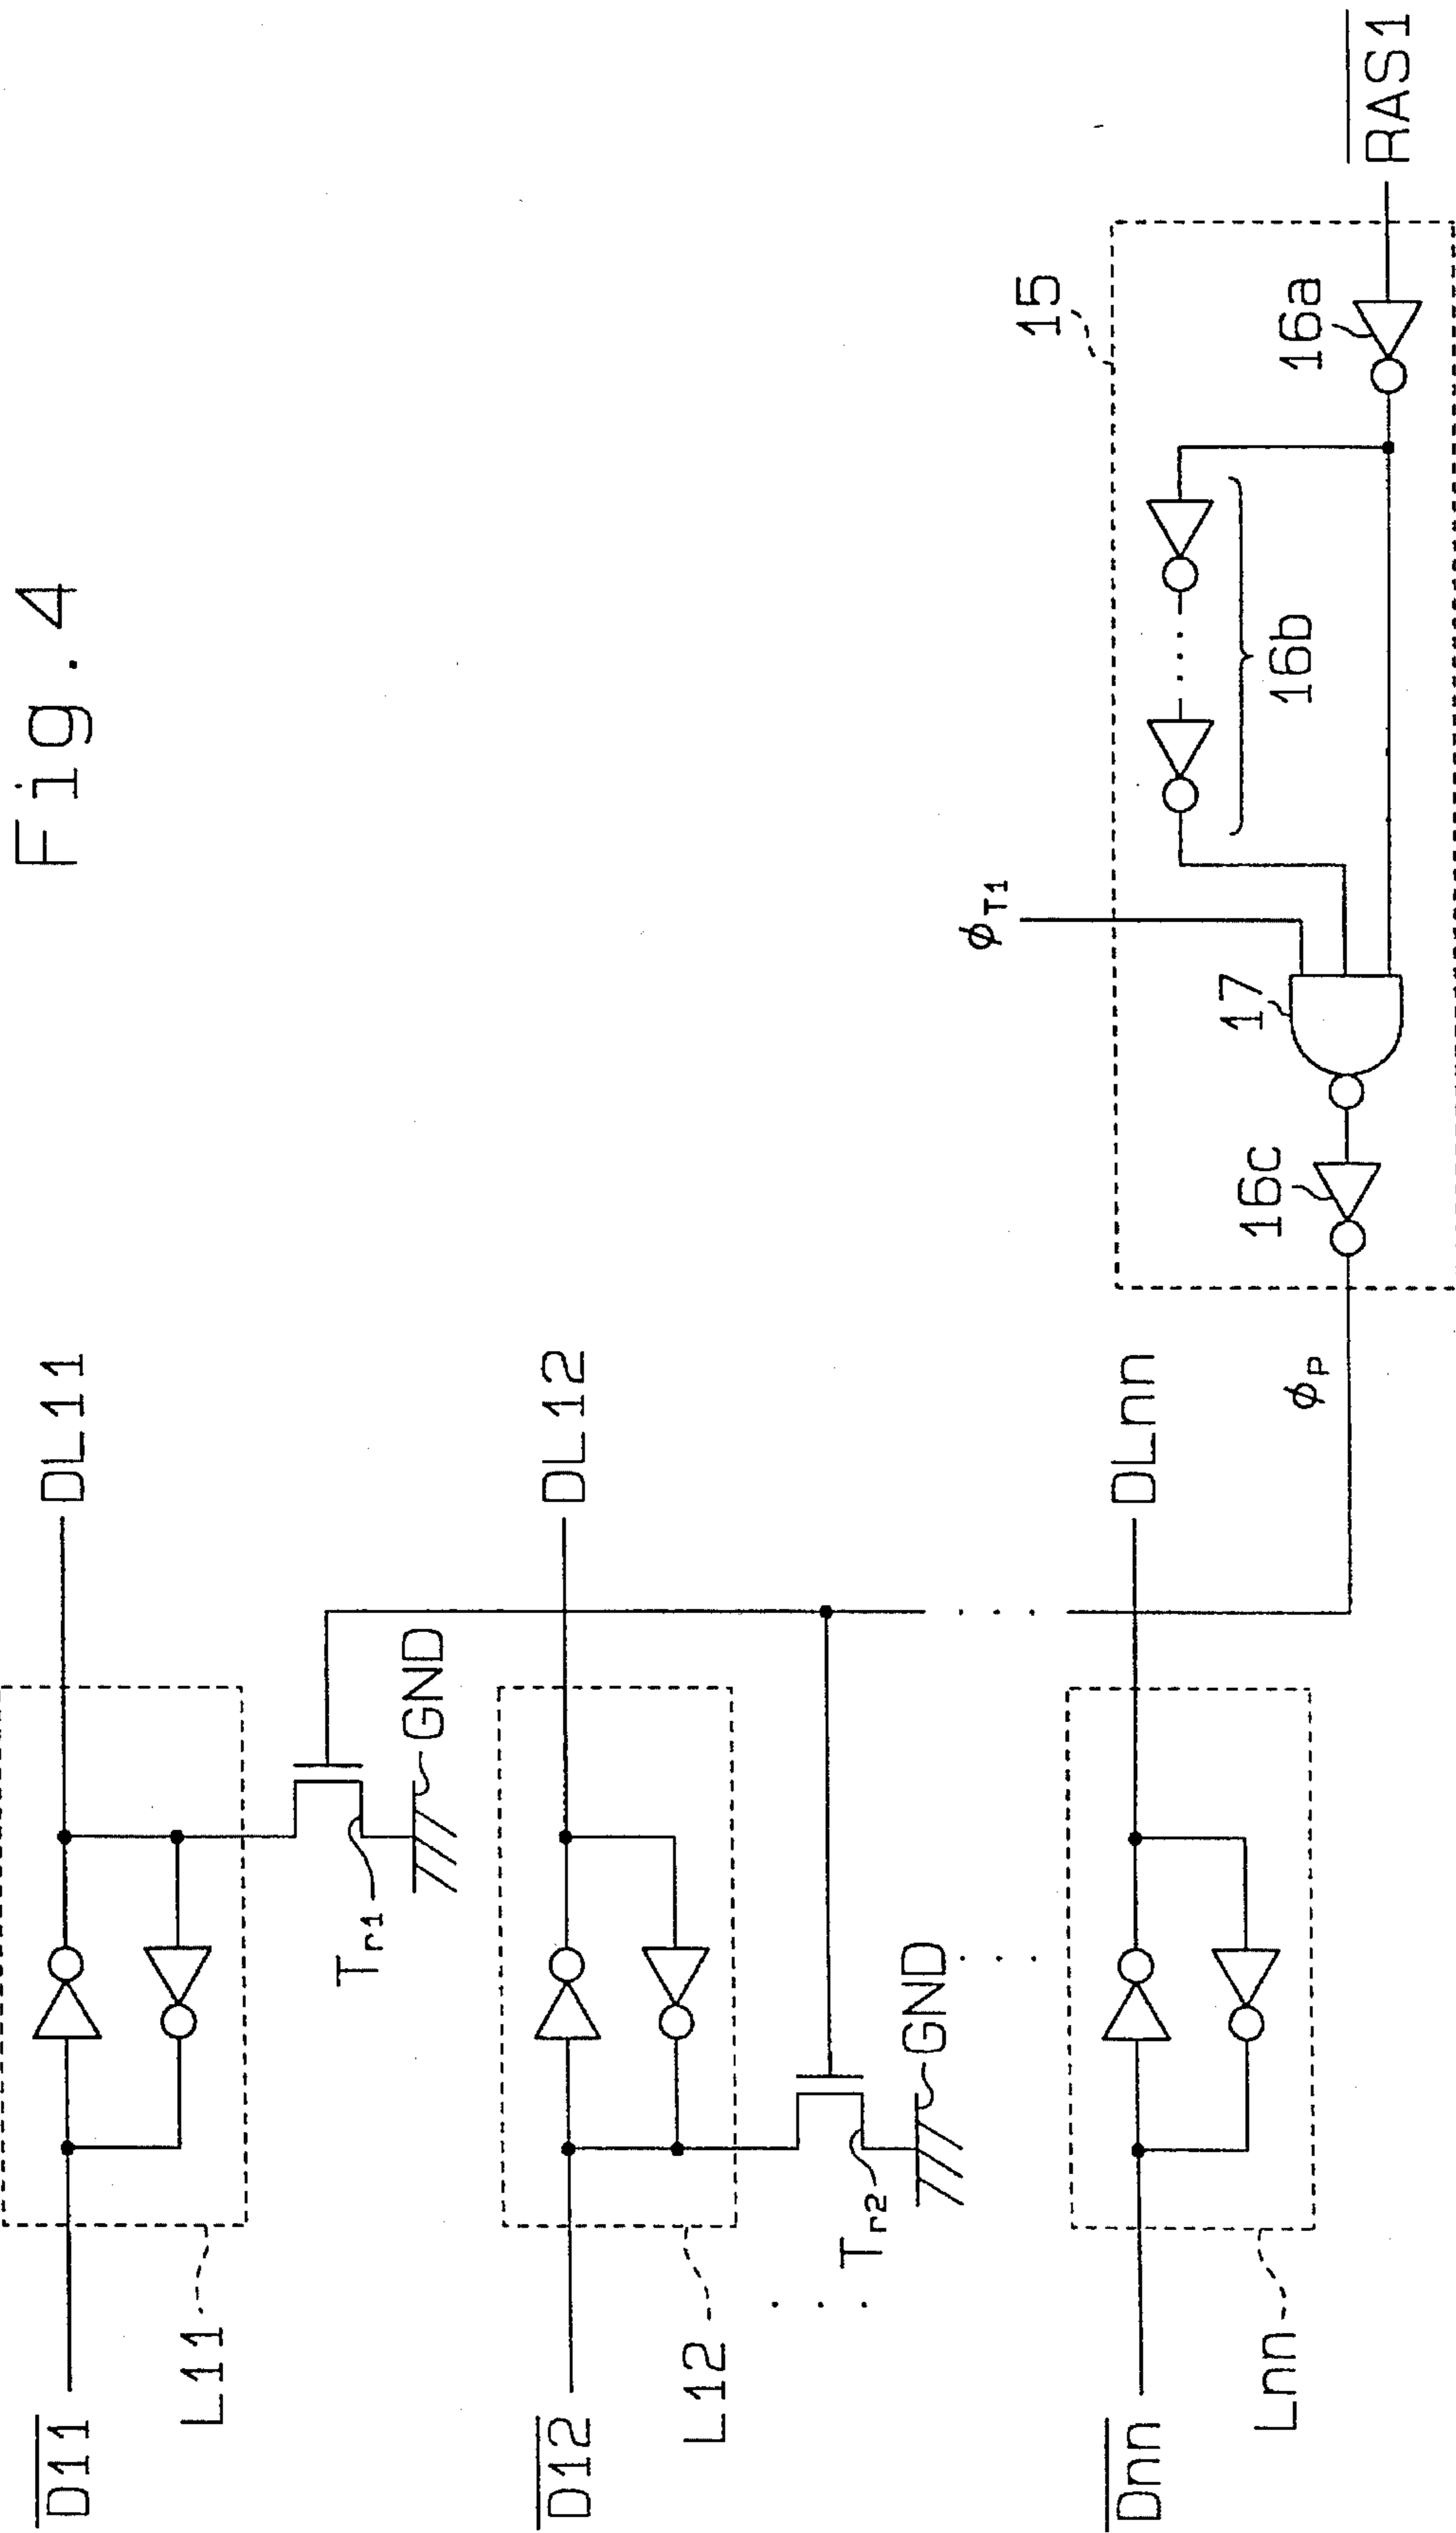 Fig.4
D11
L11
DL11
Tr1
GND
D12
L12
DL12
Tr2
GND
Dnn
Lnn
DLnn
φP
15
φT1
16c
17
16b
16a
RAS1